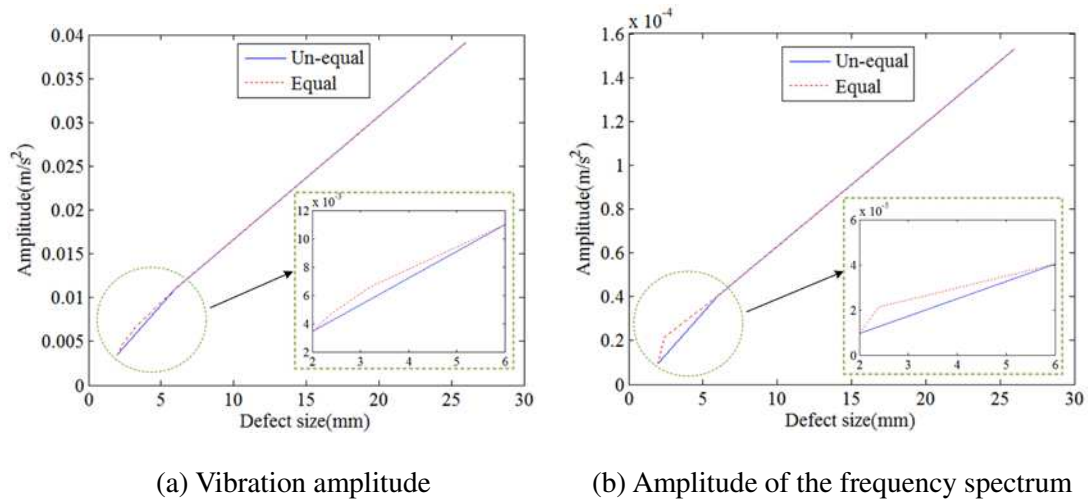 0.04
0.035
0.03
0.025
0.02
0.015
0.01
0.005
0
Amplitude(m/s²)
Un-equal
Equal
x 10⁻³
12
10
8
6
4
2
2 3 4 5 6
0 5 10 15 20 25 30
Defect size(mm)
(a) Vibration amplitude
x 10⁻⁴
1.6
1.4
1.2
1
0.8
0.6
0.4
0.2
0
Amplitude(m/s²)
Un-equal
Equal
x 10⁻⁵
6
4
2
0
2 3 4 5 6
0 5 10 15 20 25 30
Defect size(mm)
(b) Amplitude of the frequency spectrum